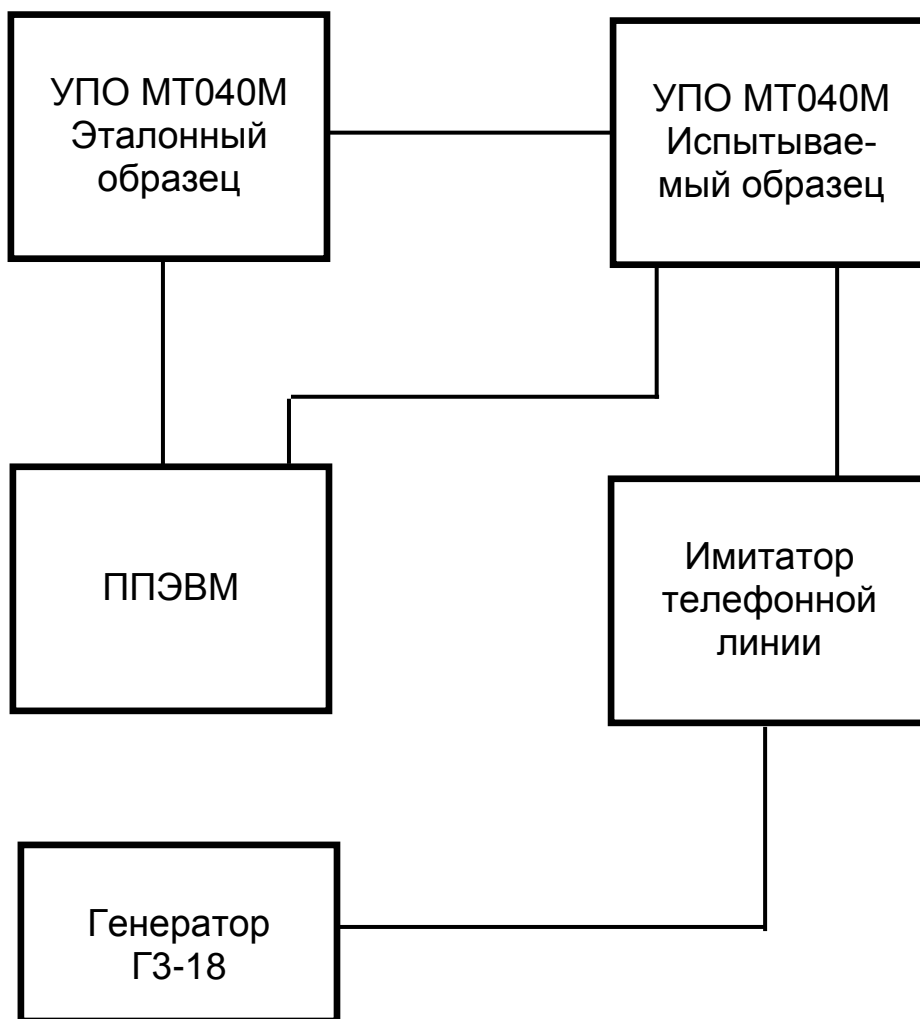 УПО МТ040М
Эталонный
образец
УПО МТ040М
Испытывае-
мый образец
ППЭВМ
Имитатор
телефонной
линии
Генератор
Г3-18